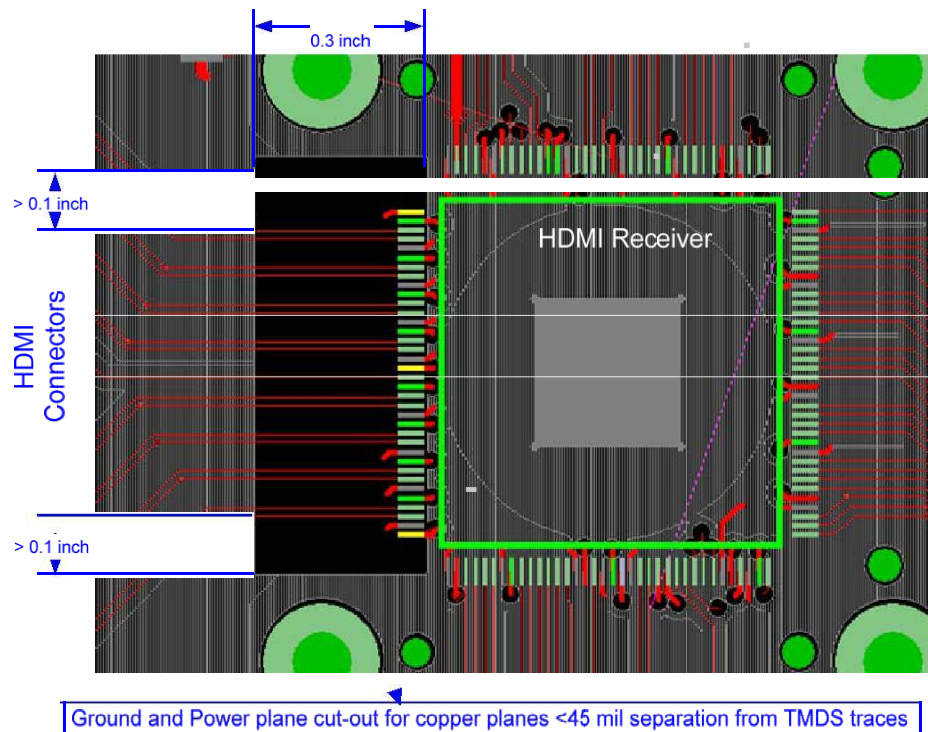 0.3 inch
> 0.1 inch
HDMI Receiver
HDMI
Connectors
> 0.1 inch
Ground and Power plane cut-out for copper planes <45 mil separation from TMDS traces